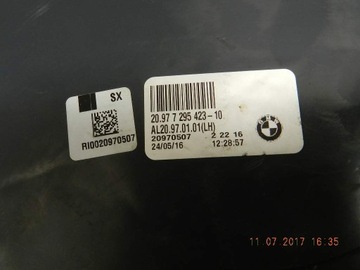 SX
RI0020970507
20.97 7 295 423-10
AL20.97.01.01(LH)
20970507 2 22 16
24/05/16 12:28:57
11 07 2017 16:35